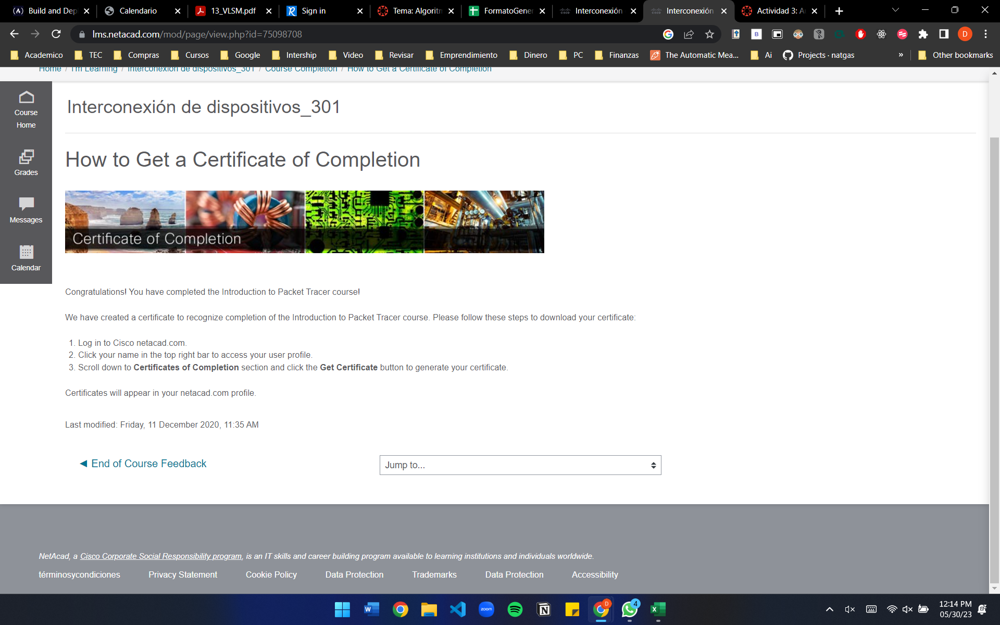 Build and Dep
Calendario
13_VLSM.pdf
Sign in
Tema: Algoritm
FormatoGener
Interconexión
Interconexión
Actividad 3: A
lms.netacad.com/mod/page/view.php?id=75098708
Academico
TEC
Compras
Cursos
Google
Intership
Video
Revisar
Emprendimiento
Dinero
PC
Finanzas
The Automatic Mea...
Ai
Projects · natgas
»
Other bookmarks
Home / I'm Learning / Interconexión de dispositivos_301 / Course Completion / How to Get a Certificate of Completion
Course
Home
Grades
Messages
Calendar
Interconexión de dispositivos_301
How to Get a Certificate of Completion
Certificate of Completion
Congratulations! You have completed the Introduction to Packet Tracer course!
We have created a certificate to recognize completion of the Introduction to Packet Tracer course. Please follow these steps to download your certificate:
1. Log in to Cisco netacad.com.
2. Click your name in the top right bar to access your user profile.
3. Scroll down to Certificates of Completion section and click the Get Certificate button to generate your certificate.
Certificates will appear in your netacad.com profile.
Last modified: Friday, 11 December 2020, 11:35 AM
◄ End of Course Feedback
Jump to...
NetAcad, a Cisco Corporate Social Responsibility program, is an IT skills and career building program available to learning institutions and individuals worldwide.
términosycondiciones
Privacy Statement
Cookie Policy
Data Protection
Trademarks
Data Protection
Accessibility
zoom
D
4
12:14 PM
05/30/23